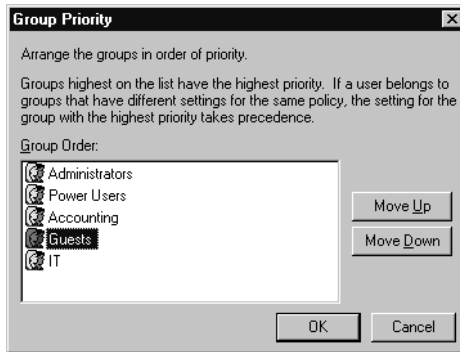 Group Priority
Arrange the groups in order of priority.
Groups highest on the list have the highest priority. If a user belongs to
groups that have different settings for the same policy, the setting for the
group with the highest priority takes precedence.
Group Order:
Administrators
Power Users
Accounting
Guests
IT
Move Up
Move Down
OK
Cancel